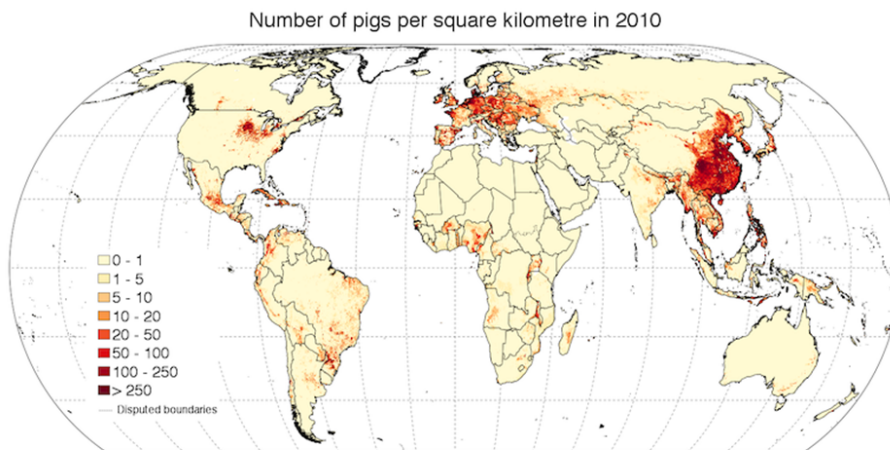 Number of pigs per square kilometre in 2010
0 - 1
1 - 5
5 - 10
10 - 20
20 - 50
50 - 100
100 - 250
> 250
Disputed boundaries